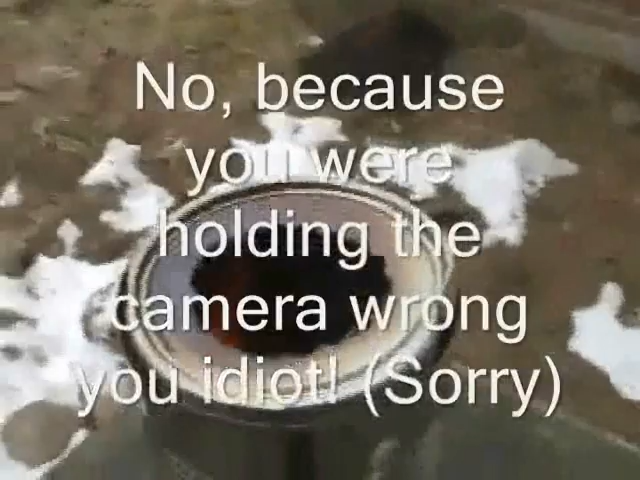 No, because
you were
holding the
camera wrong
you idiot! (Sorry)